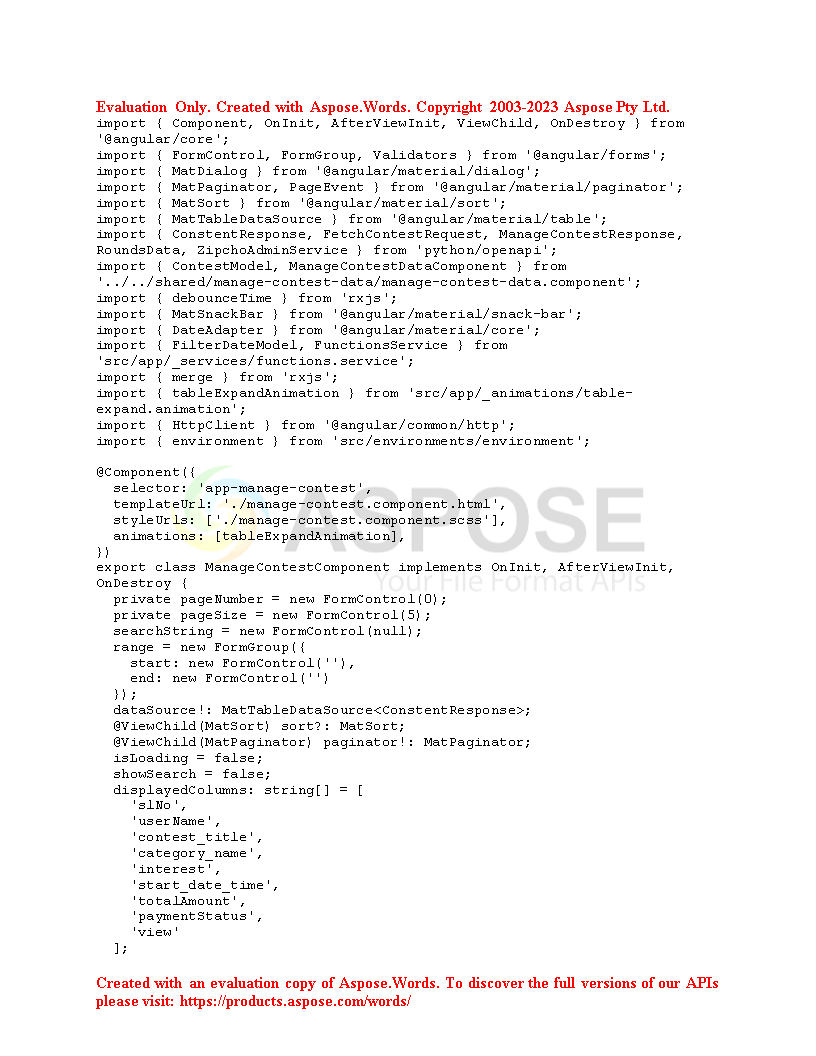 Evaluation Only. Created with Aspose.Words. Copyright 2003-2023 Aspose Pty Ltd.
import { Component, OnInit, AfterViewInit, ViewChild, OnDestroy } from
'@angular/core';
import { FormControl, FormGroup, Validators } from '@angular/forms';
import { MatDialog } from '@angular/material/dialog';
import { MatPaginator, PageEvent } from '@angular/material/paginator';
import { MatSort } from '@angular/material/sort';
import { MatTableDataSource } from '@angular/material/table';
import { ConstentResponse, FetchContestRequest, ManageContestResponse,
RoundsData, ZipchoAdminService } from 'python/openapi';
import { ContestModel, ManageContestDataComponent } from
'../../shared/manage-contest-data/manage-contest-data.component';
import { debounceTime } from 'rxjs';
import { MatSnackBar } from '@angular/material/snack-bar';
import { DateAdapter } from '@angular/material/core';
import { FilterDateModel, FunctionsService } from
'src/app/_services/functions.service';
import { merge } from 'rxjs';
import { tableExpandAnimation } from 'src/app/_animations/table-
expand.animation';
import { HttpClient } from '@angular/common/http';
import { environment } from 'src/environments/environment';
@Component({
  selector: 'app-manage-contest',
  templateUrl: './manage-contest.component.html',
  styleUrls: ['./manage-contest.component.scss'],
  animations: [tableExpandAnimation],
})
ASPOSE
Your File Format APIs
export class ManageContestComponent implements OnInit, AfterViewInit,
OnDestroy {
  private pageNumber = new FormControl(0);
  private pageSize = new FormControl(5);
  searchString = new FormControl(null);
  range = new FormGroup({
    start: new FormControl(''),
    end: new FormControl('')
  });
  dataSource!: MatTableDataSource<ConstentResponse>;
  @ViewChild(MatSort) sort?: MatSort;
  @ViewChild(MatPaginator) paginator!: MatPaginator;
  isLoading = false;
  showSearch = false;
  displayedColumns: string[] = [
    'slNo',
    'userName',
    'contest_title',
    'category_name',
    'interest',
    'start_date_time',
    'totalAmount',
    'paymentStatus',
    'view'
  ];
Created with an evaluation copy of Aspose.Words. To discover the full versions of our APIs
please visit: https://products.aspose.com/words/